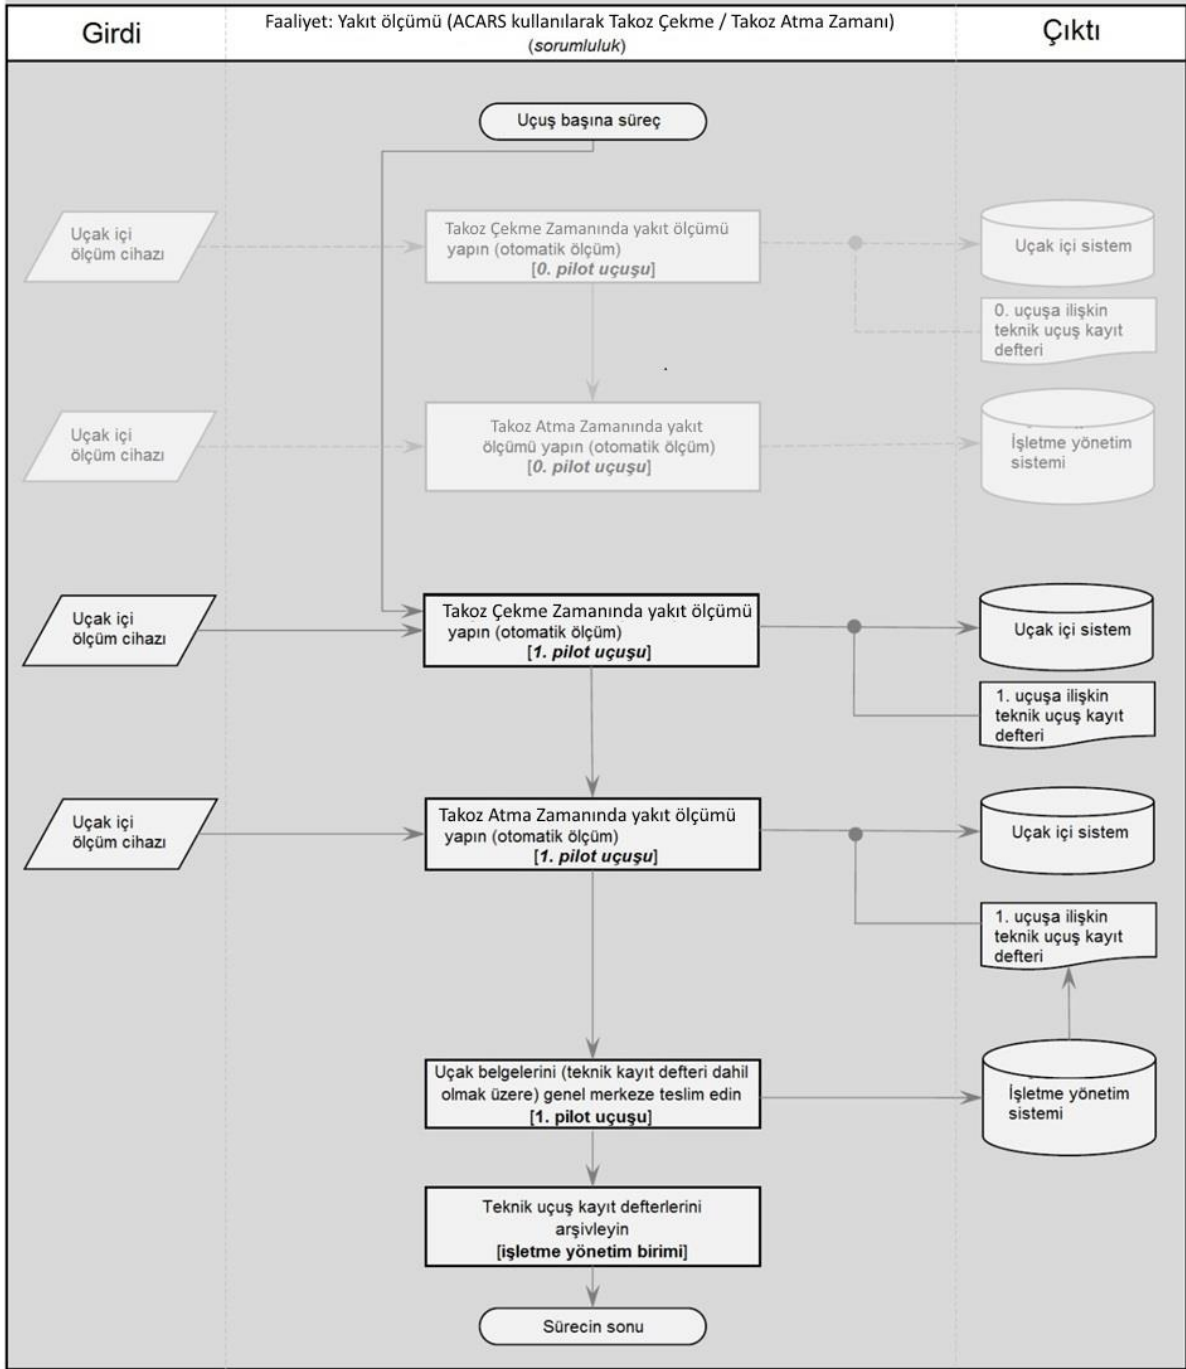 Girdi
Faaliyet: Yakıt ölçümü (ACARS kullanılarak Takoz Çekme / Takoz Atma Zamanı)
(sorumluluk)
Çıktı
Uçuş başına süreç
Uçak içi
ölçüm cihazı
Takoz Çekme Zamanında yakıt ölçümü
yapın (otomatik ölçüm)
[0. pilot uçuşu]
Uçak içi sistem
0. uçuşa ilişkin
teknik uçuş kayıt
defteri
Uçak içi
ölçüm cihazı
Takoz Atma Zamanında yakıt
ölçümü yapın (otomatik ölçüm)
[0. pilot uçuşu]
İşletme yönetim
sistemi
Uçak içi
ölçüm cihazı
Takoz Çekme Zamanında yakıt ölçümü
yapın (otomatik ölçüm)
[1. pilot uçuşu]
Uçak içi sistem
1. uçuşa ilişkin
teknik uçuş kayıt
defteri
Uçak içi
ölçüm cihazı
Takoz Atma Zamanında yakıt ölçümü
yapın (otomatik ölçüm)
[1. pilot uçuşu]
Uçak içi sistem
1. uçuşa ilişkin
teknik uçuş kayıt
defteri
Uçak belgelerini (teknik kayıt defteri dahil
olmak üzere) genel merkeze teslim edin
[1. pilot uçuşu]
İşletme yönetim
sistemi
Teknik uçuş kayıt defterlerini
arşivleyin
[işletme yönetim birimi]
Sürecin sonu